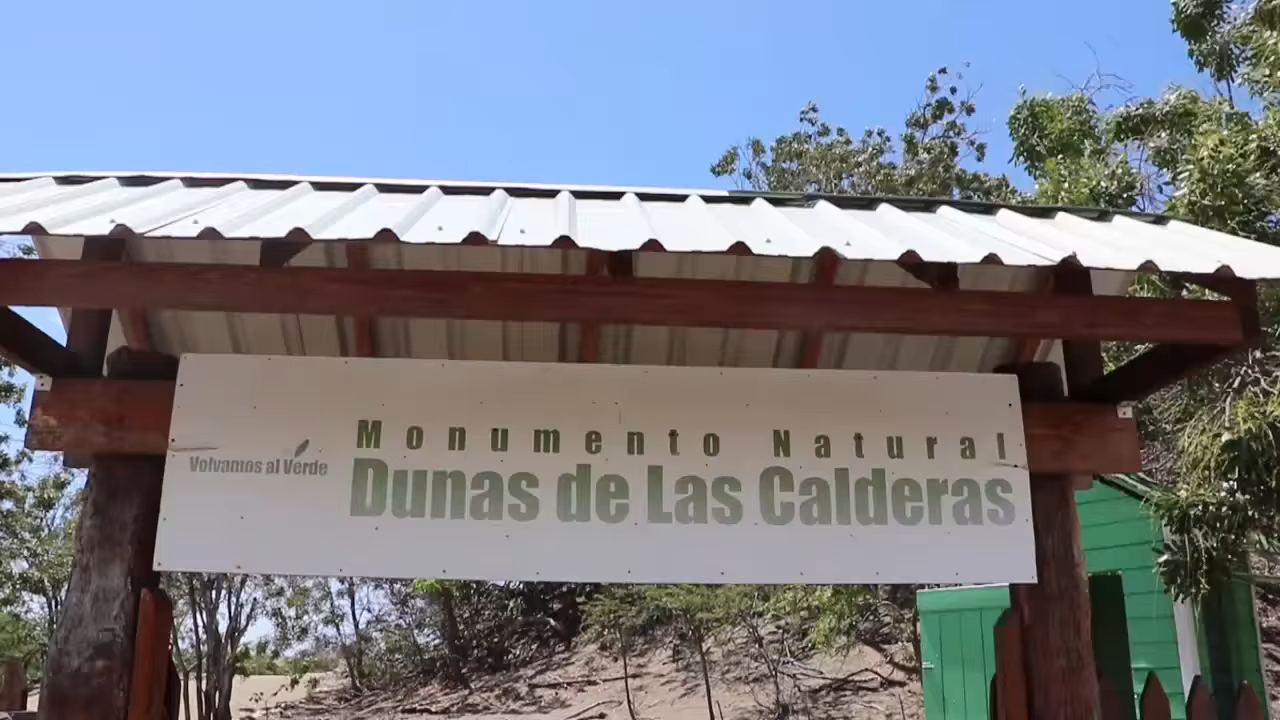 Volvamos al Verde
Monumento Natural
Dunas de Las Calderas